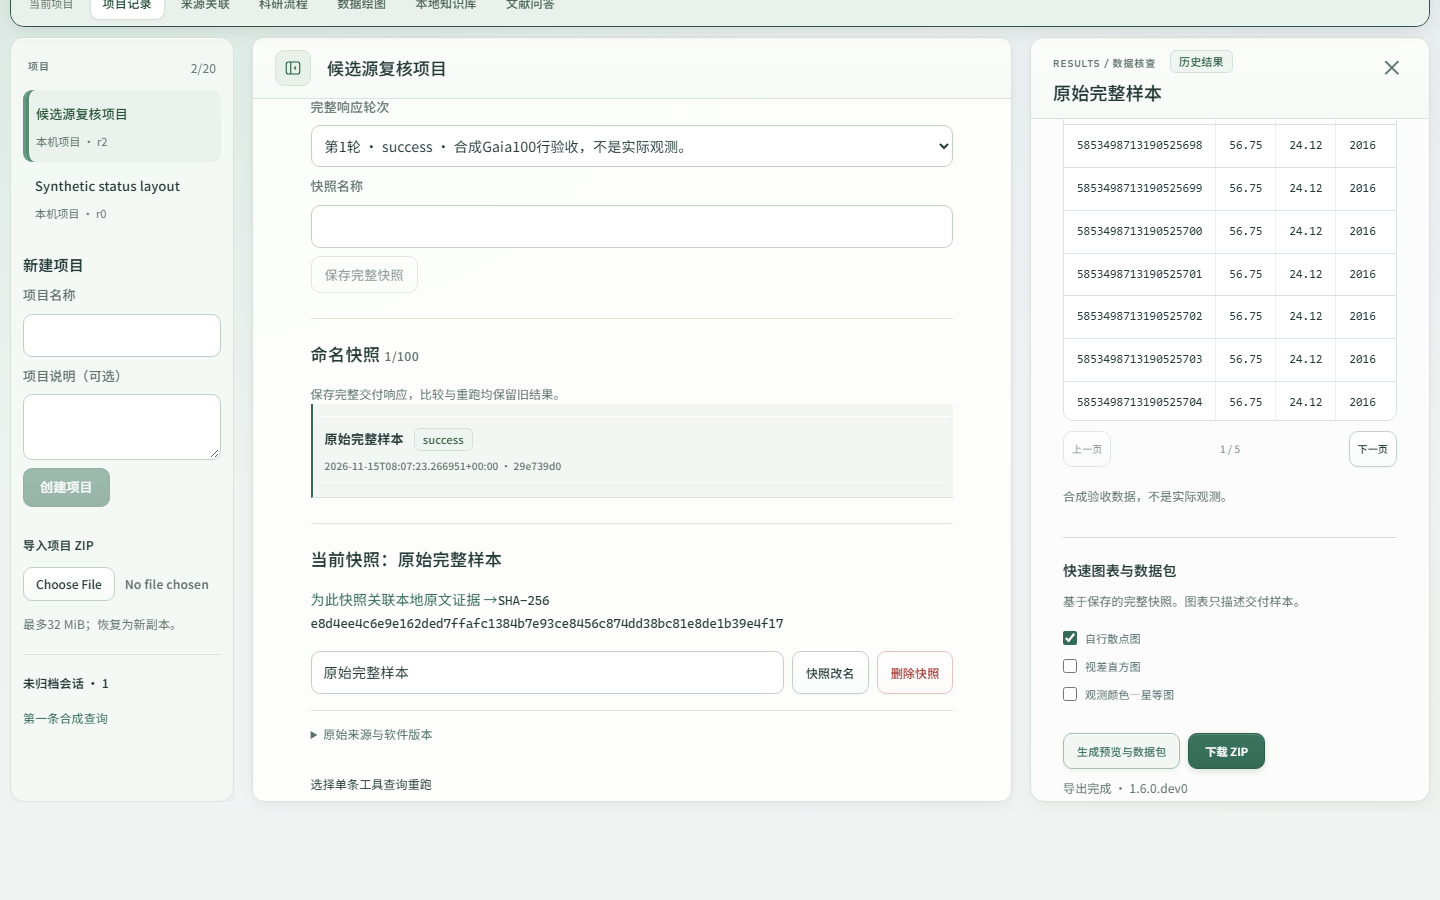 当前项目 项目记录 来源关联 科研流程 数据绘图 本地知识库 文献问答
项目 2/20
候选源复核项目
本机项目 · r2
Synthetic status layout
本机项目 · r0
新建项目
项目名称
项目说明（可选）
创建项目
导入项目 ZIP
Choose File No file chosen
最多32 MiB；恢复为新副本。
未归档会话 · 1
第一条合成查询
候选源复核项目
完整响应轮次
第1轮 · success · 合成Gaia100行验收，不是实际观测。
快照名称
保存完整快照
命名快照 1/100
保存完整交付响应，比较与重跑均保留旧结果。
原始完整样本 success
2026-11-15T08:07:23.266951+00:00 · 29e739d0
当前快照：原始完整样本
为此快照关联本地原文证据 →SHA-256
e8d4ee4c6e9e162ded7ffafc1384b7e93ce8456c874dd38bc81e8de1b39e4f17
原始完整样本 快照改名 删除快照
▶ 原始来源与软件版本
选择单条工具查询重跑
RESULTS / 数据核查 历史结果
原始完整样本
5853498713190525698 56.75 24.12 2016
5853498713190525699 56.75 24.12 2016
5853498713190525700 56.75 24.12 2016
5853498713190525701 56.75 24.12 2016
5853498713190525702 56.75 24.12 2016
5853498713190525703 56.75 24.12 2016
5853498713190525704 56.75 24.12 2016
上一页 1 / 5 下一页
合成验收数据，不是实际观测。
快速图表与数据包
基于保存的完整快照。图表只描述交付样本。
自行散点图
视差直方图
观测颜色—星等图
生成预览与数据包 下载 ZIP
导出完成 · 1.6.0.dev0